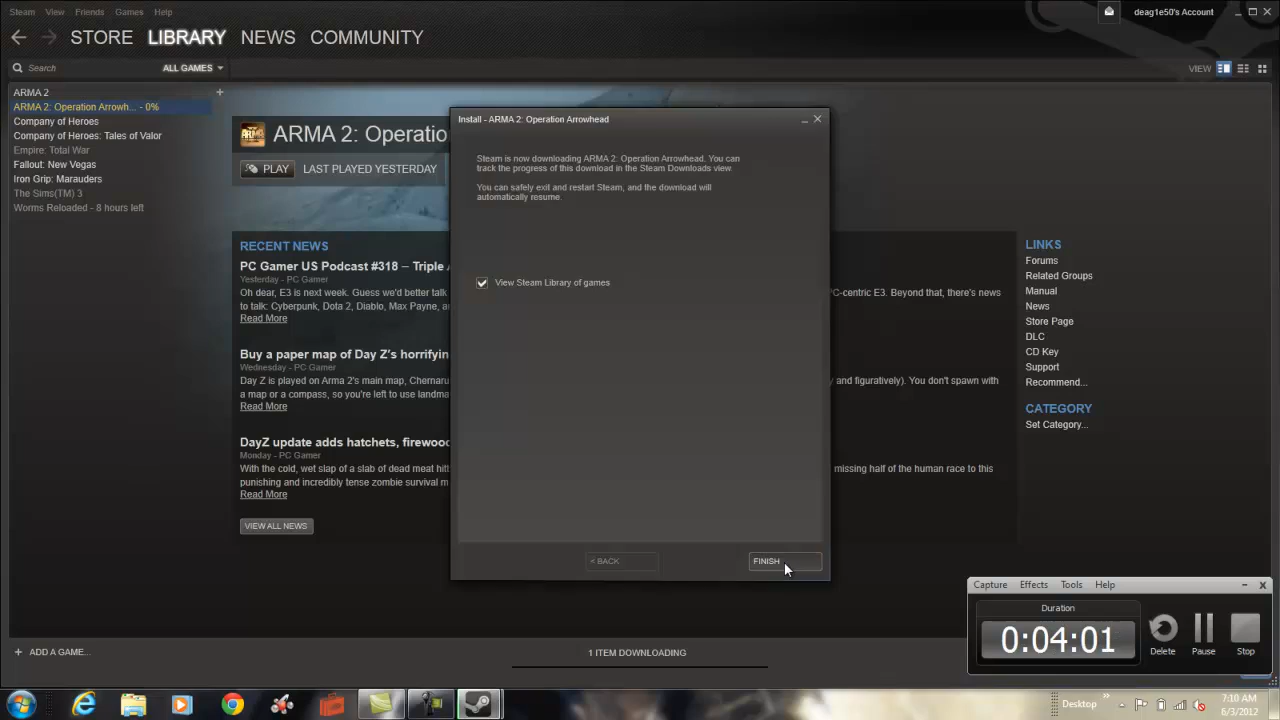 Steam View Friends Games Help
deag1e50's Account
STORE LIBRARY NEWS COMMUNITY
Search ALL GAMES
VIEW
ARMA 2
ARMA 2: Operation Arrowh... - 0%
Company of Heroes
Company of Heroes: Tales of Valor
Empire: Total War
Fallout: New Vegas
Iron Grip: Marauders
The Sims(TM) 3
Worms Reloaded - 8 hours left
ARMA 2: Operatio
PLAY LAST PLAYED YESTERDAY
RECENT NEWS
PC Gamer US Podcast #318 – Triple
Yesterday - PC Gamer
Oh dear, E3 is next week. Guess we'd better talk
C-centric E3. Beyond that, there's news
to talk: Cyberpunk, Dota 2, Diablo, Max Payne, an
Read More
Buy a paper map of Day Z's horrifyin
Wednesday - PC Gamer
Day Z is played on Arma 2's main map, Chernaru
y and figuratively). You don't spawn with
a map or a compass, so you're left to use landma
Read More
DayZ update adds hatchets, firewood
Monday - PC Gamer
With the cold, wet slap of a slab of dead meat hitt
missing half of the human race to this
punishing and incredibly tense zombie survival m
Read More
VIEW ALL NEWS
Install - ARMA 2: Operation Arrowhead
Steam is now downloading ARMA 2: Operation Arrowhead. You can
track the progress of this download in the Steam Downloads view.
You can safely exit and restart Steam, and the download will
automatically resume.
View Steam Library of games
< BACK FINISH
LINKS
Forums
Related Groups
Manual
News
Store Page
DLC
CD Key
Support
Recommend...
CATEGORY
Set Category...
Capture Effects Tools Help
Duration
0:04:01
Delete Pause Stop
ADD A GAME...
1 ITEM DOWNLOADING
Desktop
7:10 AM
6/3/2012